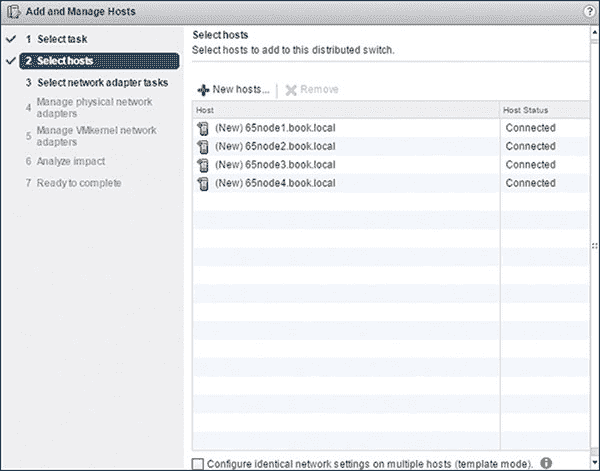 Add and Manage Hosts
?
1 Select task
2 Select hosts
3 Select network adapter tasks
4 Manage physical network
adapters
5 Manage VMkernel network
adapters
6 Analyze impact
7 Ready to complete
Select hosts
Select hosts to add to this distributed switch.
New hosts... Remove
Host Host Status
(New) 65node1.book.local Connected
(New) 65node2.book.local Connected
(New) 65node3.book.local Connected
(New) 65node4.book.local Connected
Configure identical network settings on multiple hosts (template mode). i